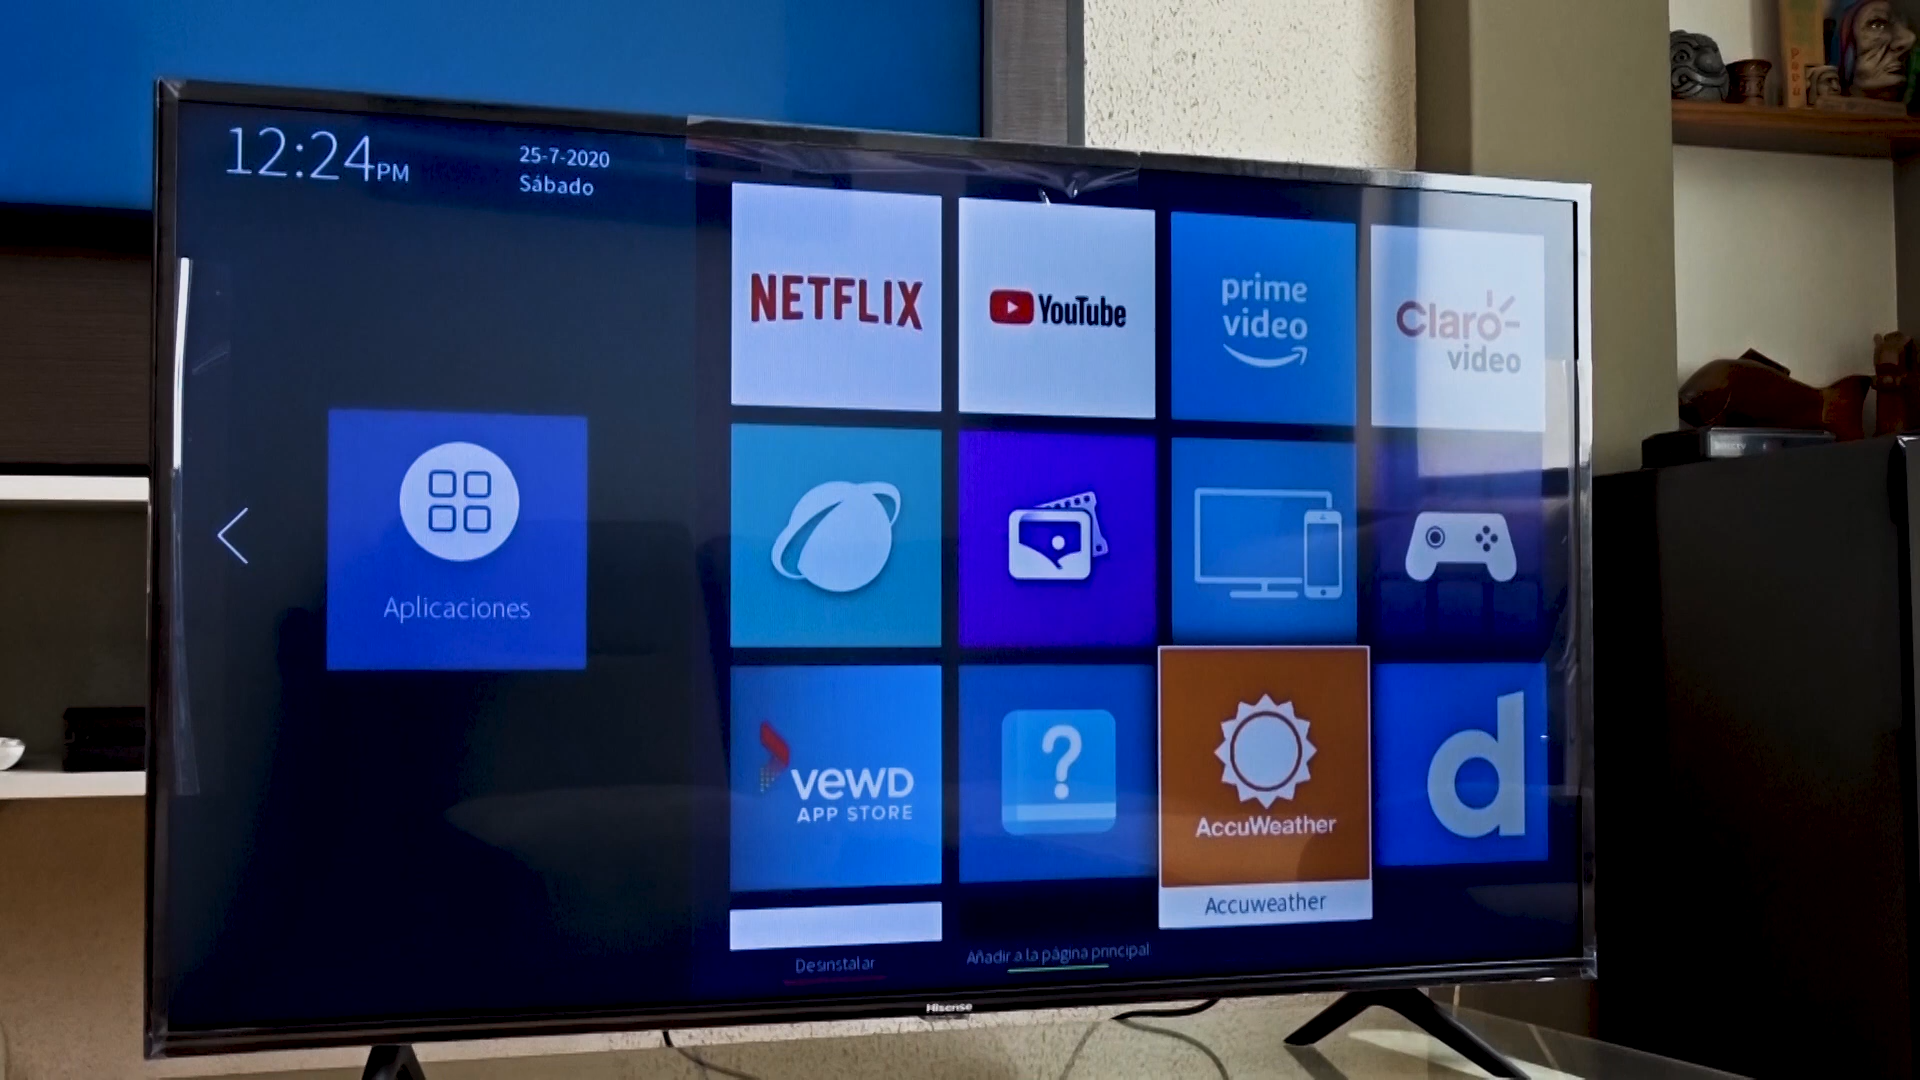 12:24PM
25-7-2020
Sábado
NETFLIX
YouTube
prime
video
Claro
video
Aplicaciones
vewd
APP STORE
?
AccuWeather
d
Accuweather
Desinstalar
Añadir a la página principal
Hisense
Perú